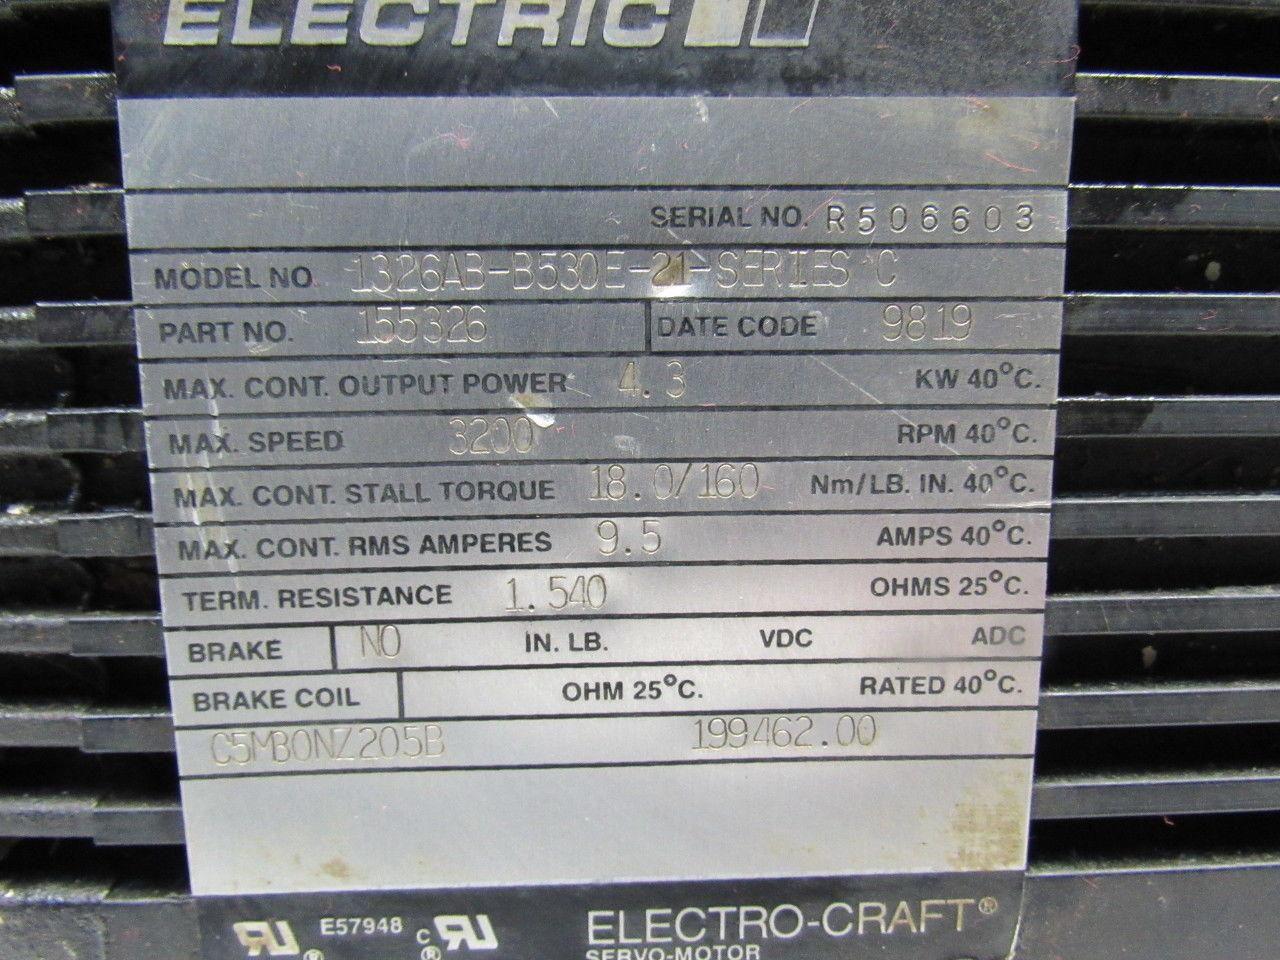 ELECTRIC
SERIAL NO. R506603
MODEL NO. 1326AB-B530E-21-SERIES C
PART NO. 155326 DATE CODE 9819
MAX. CONT. OUTPUT POWER 4.3 KW 40°C.
MAX. SPEED 3200 RPM 40°C.
MAX. CONT. STALL TORQUE 18.0/160 Nm/LB. IN. 40°C.
MAX. CONT. RMS AMPERES 9.5 AMPS 40°C.
TERM. RESISTANCE 1.540 OHMS 25°C.
BRAKE NO IN. LB. VDC ADC
BRAKE COIL OHM 25°C. RATED 40°C.
C5MB0NZ205B 199462.00
UL ® E57948 C UL ® ELECTRO-CRAFT®
SERVO-MOTOR